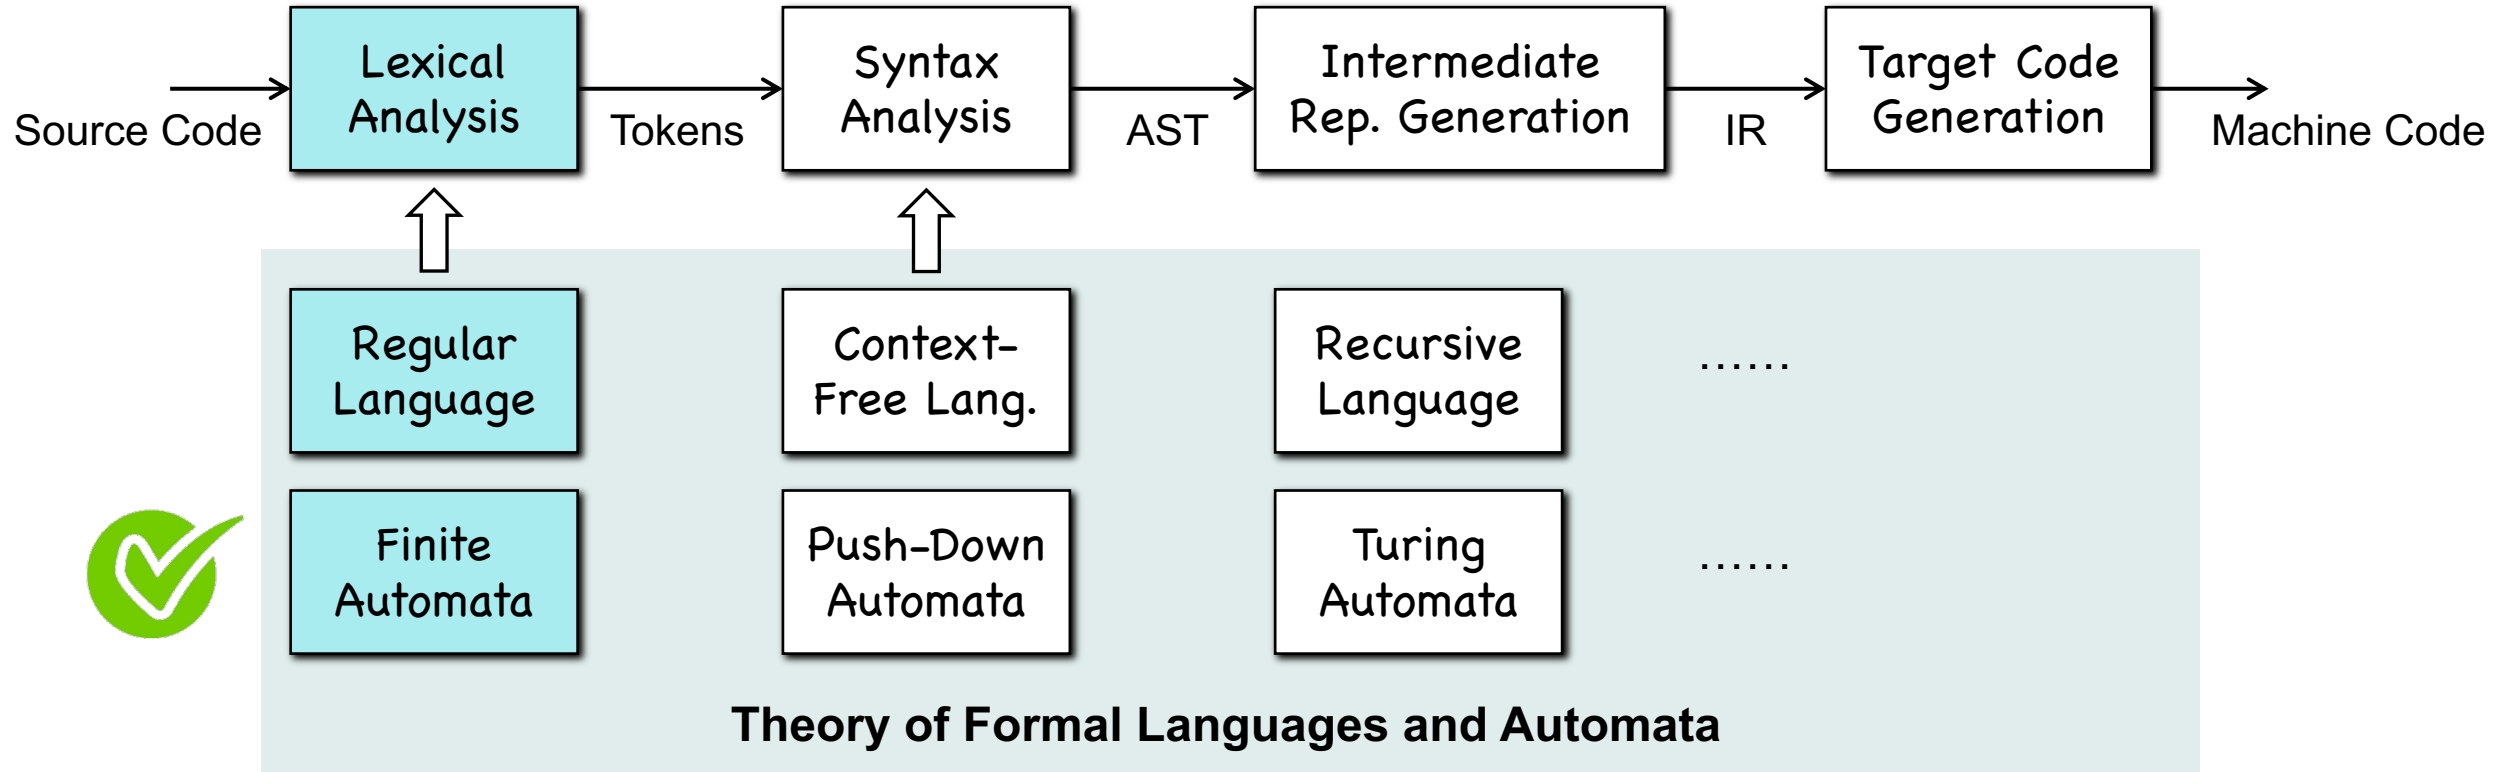 Lexical
Analysis
Syntax
Analysis
Intermediate
Rep. Generation
Target Code
Generation
Source Code
Tokens
AST
IR
Machine Code
Regular
Language
Context-
Free Lang.
Recursive
Language
……
Finite
Automata
Push-Down
Automata
Turing
Automata
……
Theory of Formal Languages and Automata